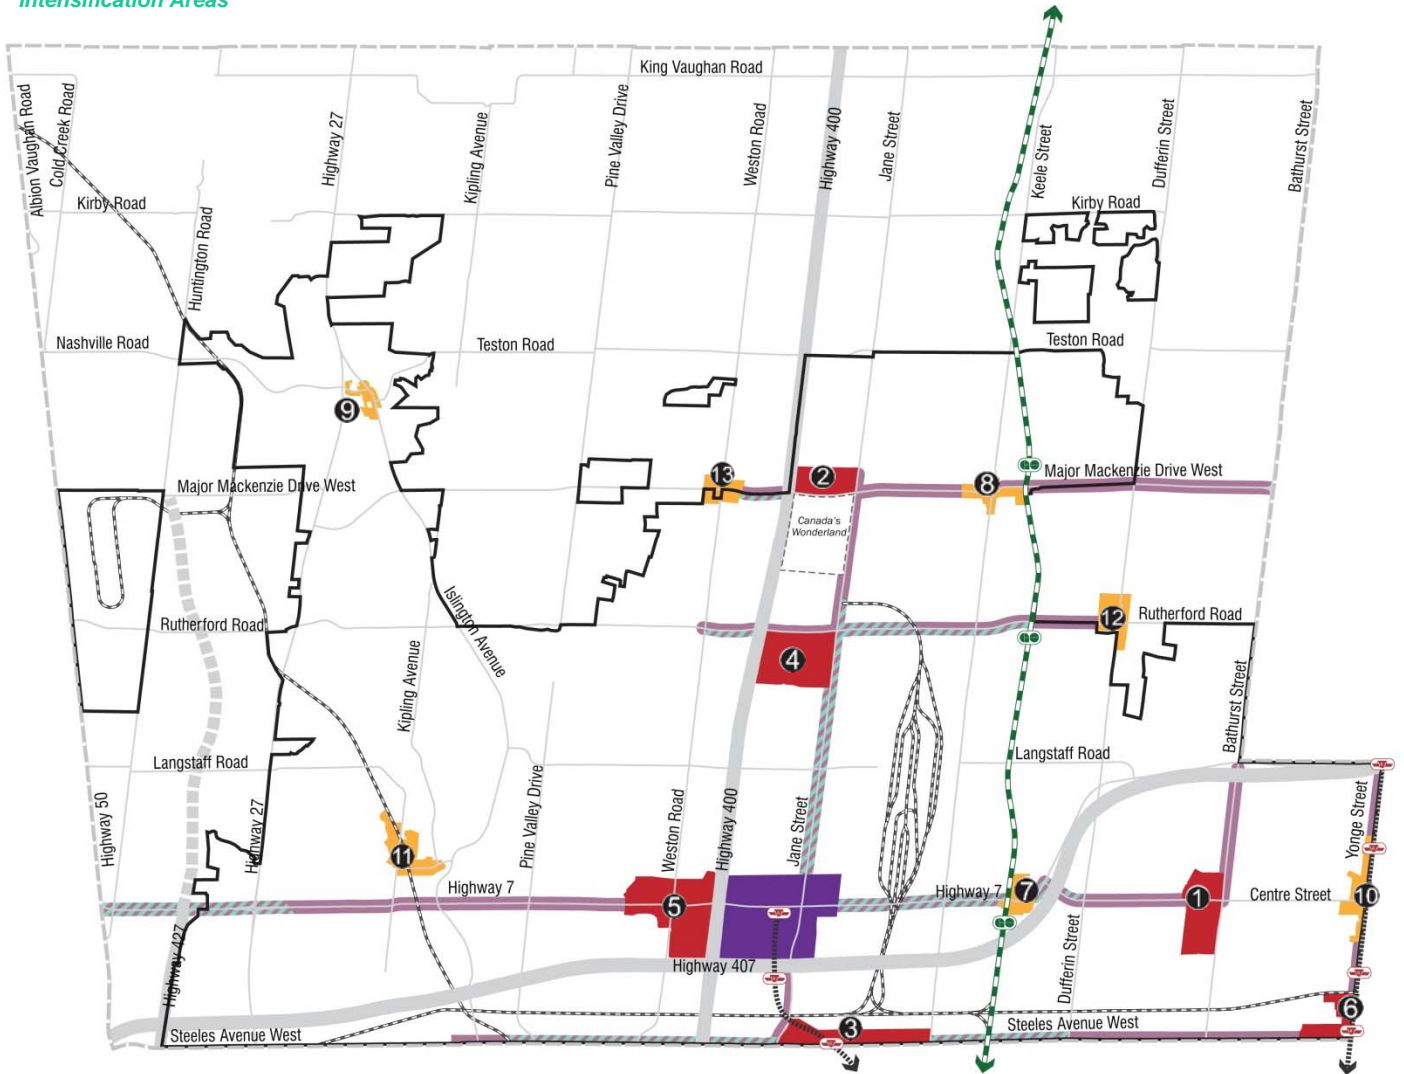 Intensification Areas
King Vaughan Road
Albion Vaughan Road
Cold Creek Road
Highway 27
Kipling Avenue
Pine Valley Drive
Weston Road
Highway 400
Jane Street
Keele Street
Dufferin Street
Bathurst Street
Kirby Road
Kirby Road
Huntington Road
Nashville Road
Teston Road
Teston Road
9
13
2
8
Major Mackenzie Drive West
Major Mackenzie Drive West
Canada's
Wonderland
Islington Avenue
12
Rutherford Road
Rutherford Road
4
Kipling Avenue
Bathurst Street
Langstaff Road
Langstaff Road
Highway 50
Highway 27
Pine Valley Drive
Weston Road
Highway 400
Jane Street
Yonge Street
11
Highway 7
5
Highway 7
7
1
Centre Street
10
Highway 427
Highway 407
Dufferin Street
6
Steeles Avenue West
3
Steeles Avenue West